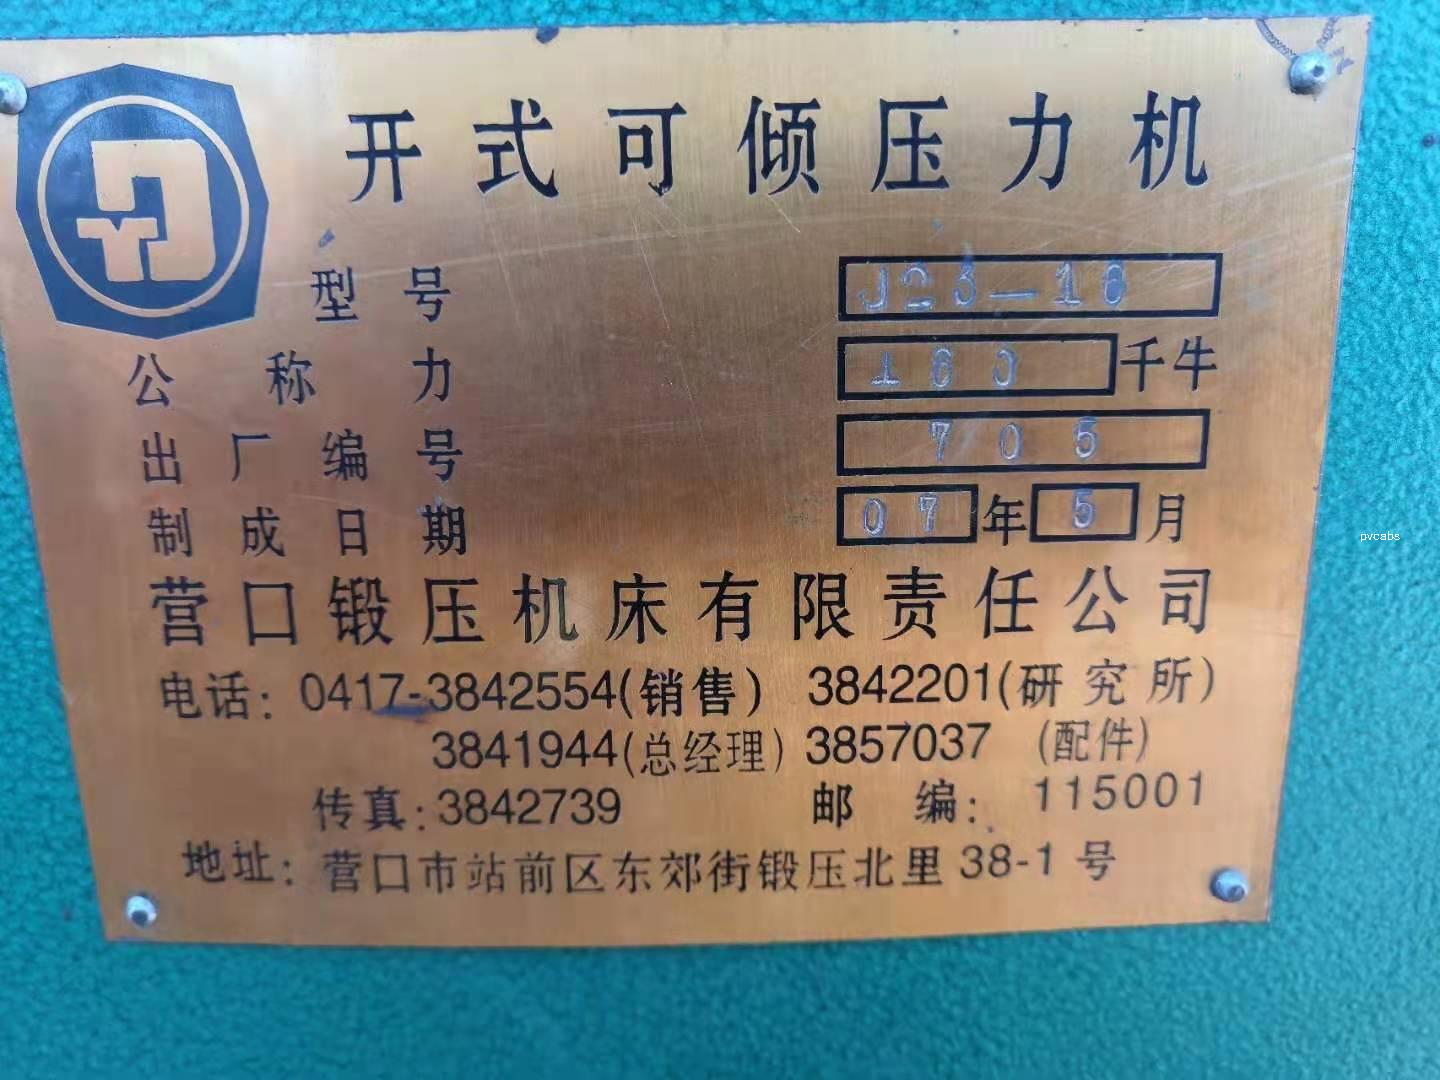 开式可倾压力机
型号 J23-16
公称力 160 千牛
出厂编号 705
制成日期 07 年 5 月
营口锻压机床有限责任公司
电话：0417-3842554(销售) 3842201(研究所)
3841944(总经理) 3857037 (配件)
传真：3842739 邮编：115001
地址：营口市站前区东郊街锻压北里 38-1 号
pvcabs